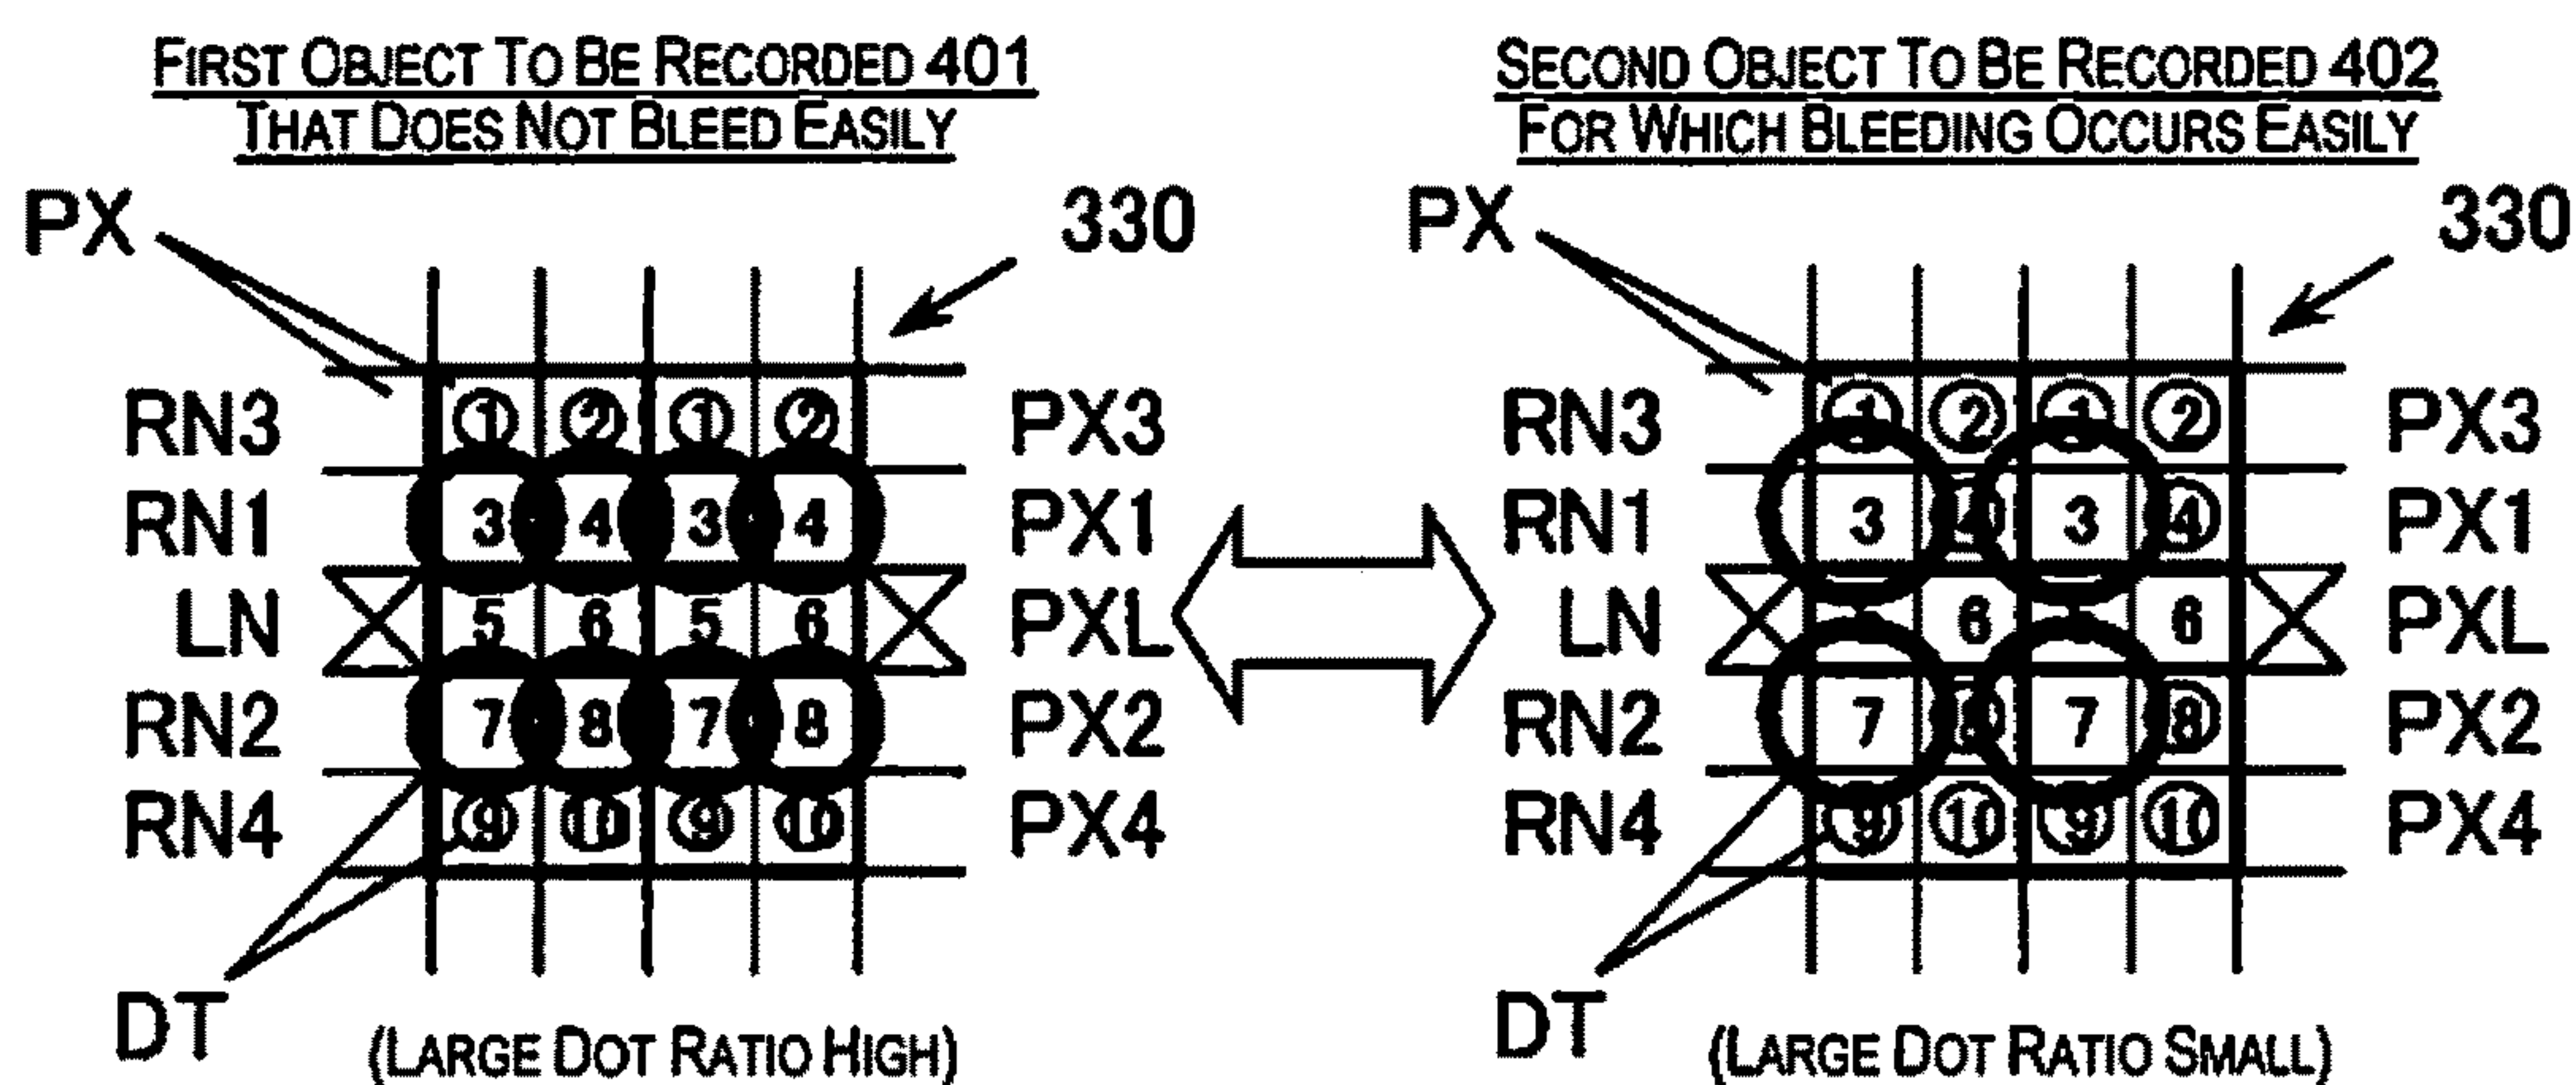 FIRST OBJECT TO BE RECORDED 401
THAT DOES NOT BLEED EASILY
SECOND OBJECT TO BE RECORDED 402
FOR WHICH BLEEDING OCCURS EASILY
PX 330 PX 330
RN3 1 2 1 2 PX3 RN3 1 2 1 2 PX3
RN1 3 4 3 4 PX1 RN1 3 4 3 4 PX1
LN 5 6 5 6 PXL LN 6 6 PXL
RN2 7 8 7 8 PX2 RN2 7 8 7 8 PX2
RN4 9 10 9 10 PX4 RN4 9 10 9 10 PX4
DT (LARGE DOT RATIO HIGH) DT (LARGE DOT RATIO SMALL)